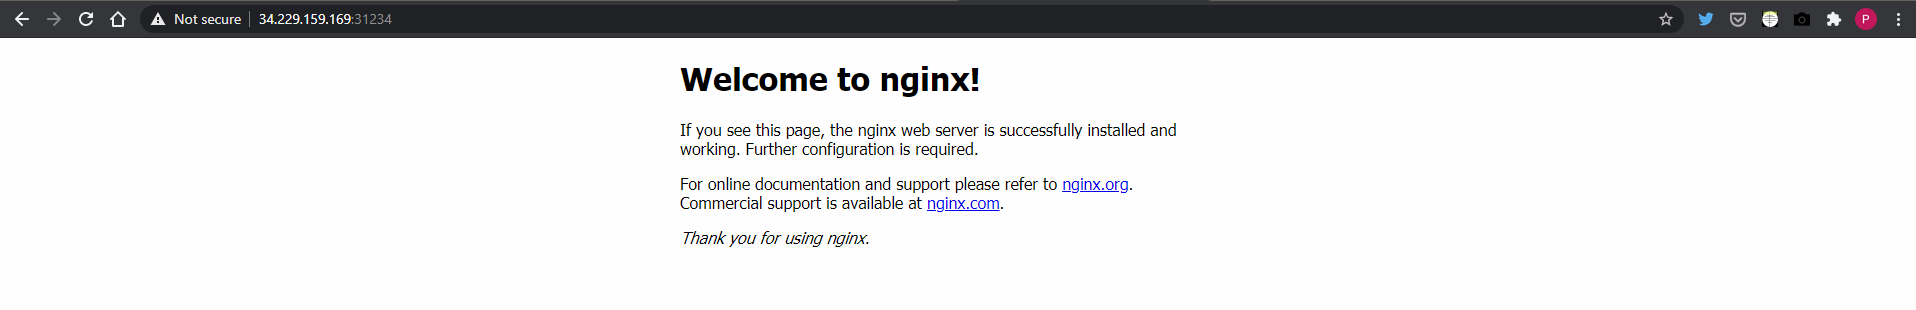 Not secure 34.229.159.169:31234
P
Welcome to nginx!
If you see this page, the nginx web server is successfully installed and
working. Further configuration is required.
For online documentation and support please refer to nginx.org.
Commercial support is available at nginx.com.
Thank you for using nginx.